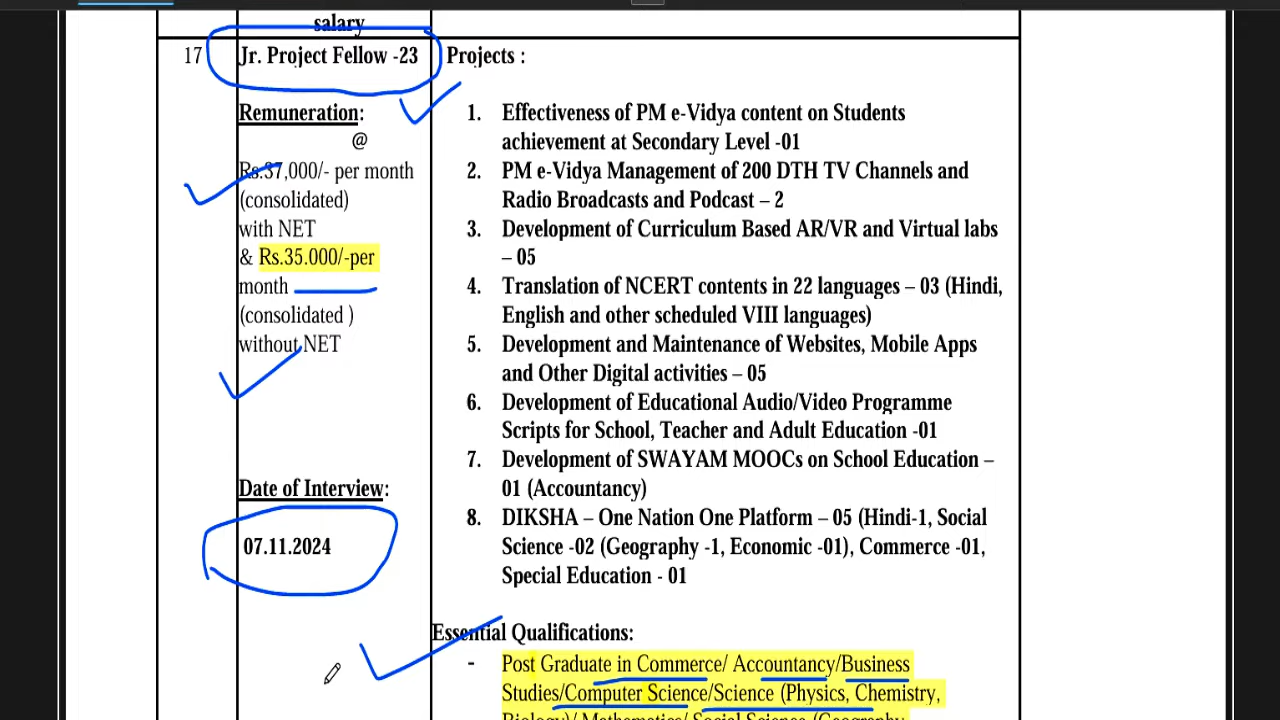 salary
17
Jr. Project Fellow -23
Remuneration:
@
Rs.37,000/- per month
(consolidated)
with NET
& Rs.35.000/-per
month
(consolidated )
without NET
Date of Interview:
07.11.2024
Projects :
1. Effectiveness of PM e-Vidya content on Students
achievement at Secondary Level -01
2. PM e-Vidya Management of 200 DTH TV Channels and
Radio Broadcasts and Podcast – 2
3. Development of Curriculum Based AR/VR and Virtual labs
– 05
4. Translation of NCERT contents in 22 languages – 03 (Hindi,
English and other scheduled VIII languages)
5. Development and Maintenance of Websites, Mobile Apps
and Other Digital activities – 05
6. Development of Educational Audio/Video Programme
Scripts for School, Teacher and Adult Education -01
7. Development of SWAYAM MOOCs on School Education –
01 (Accountancy)
8. DIKSHA – One Nation One Platform – 05 (Hindi-1, Social
Science -02 (Geography -1, Economic -01), Commerce -01,
Special Education - 01
Essential Qualifications:
- Post Graduate in Commerce/ Accountancy/Business
Studies/Computer Science/Science (Physics, Chemistry,
Biology)/ Mathematics/ Social Science (Geography